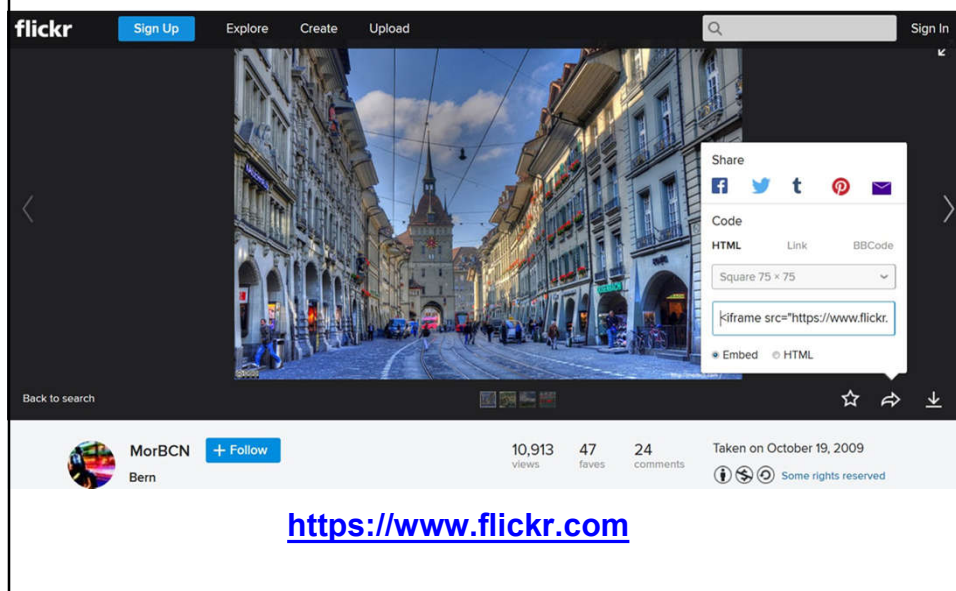 flickr Sign Up Explore Create Upload Sign In
Share
Code
HTML Link BBCode
Square 75 × 75
<iframe src="https://www.flickr.
Embed HTML
Back to search
MorBCN + Follow
Bern
10,913 47 24
views faves comments
Taken on October 19, 2009
Some rights reserved
https://www.flickr.com